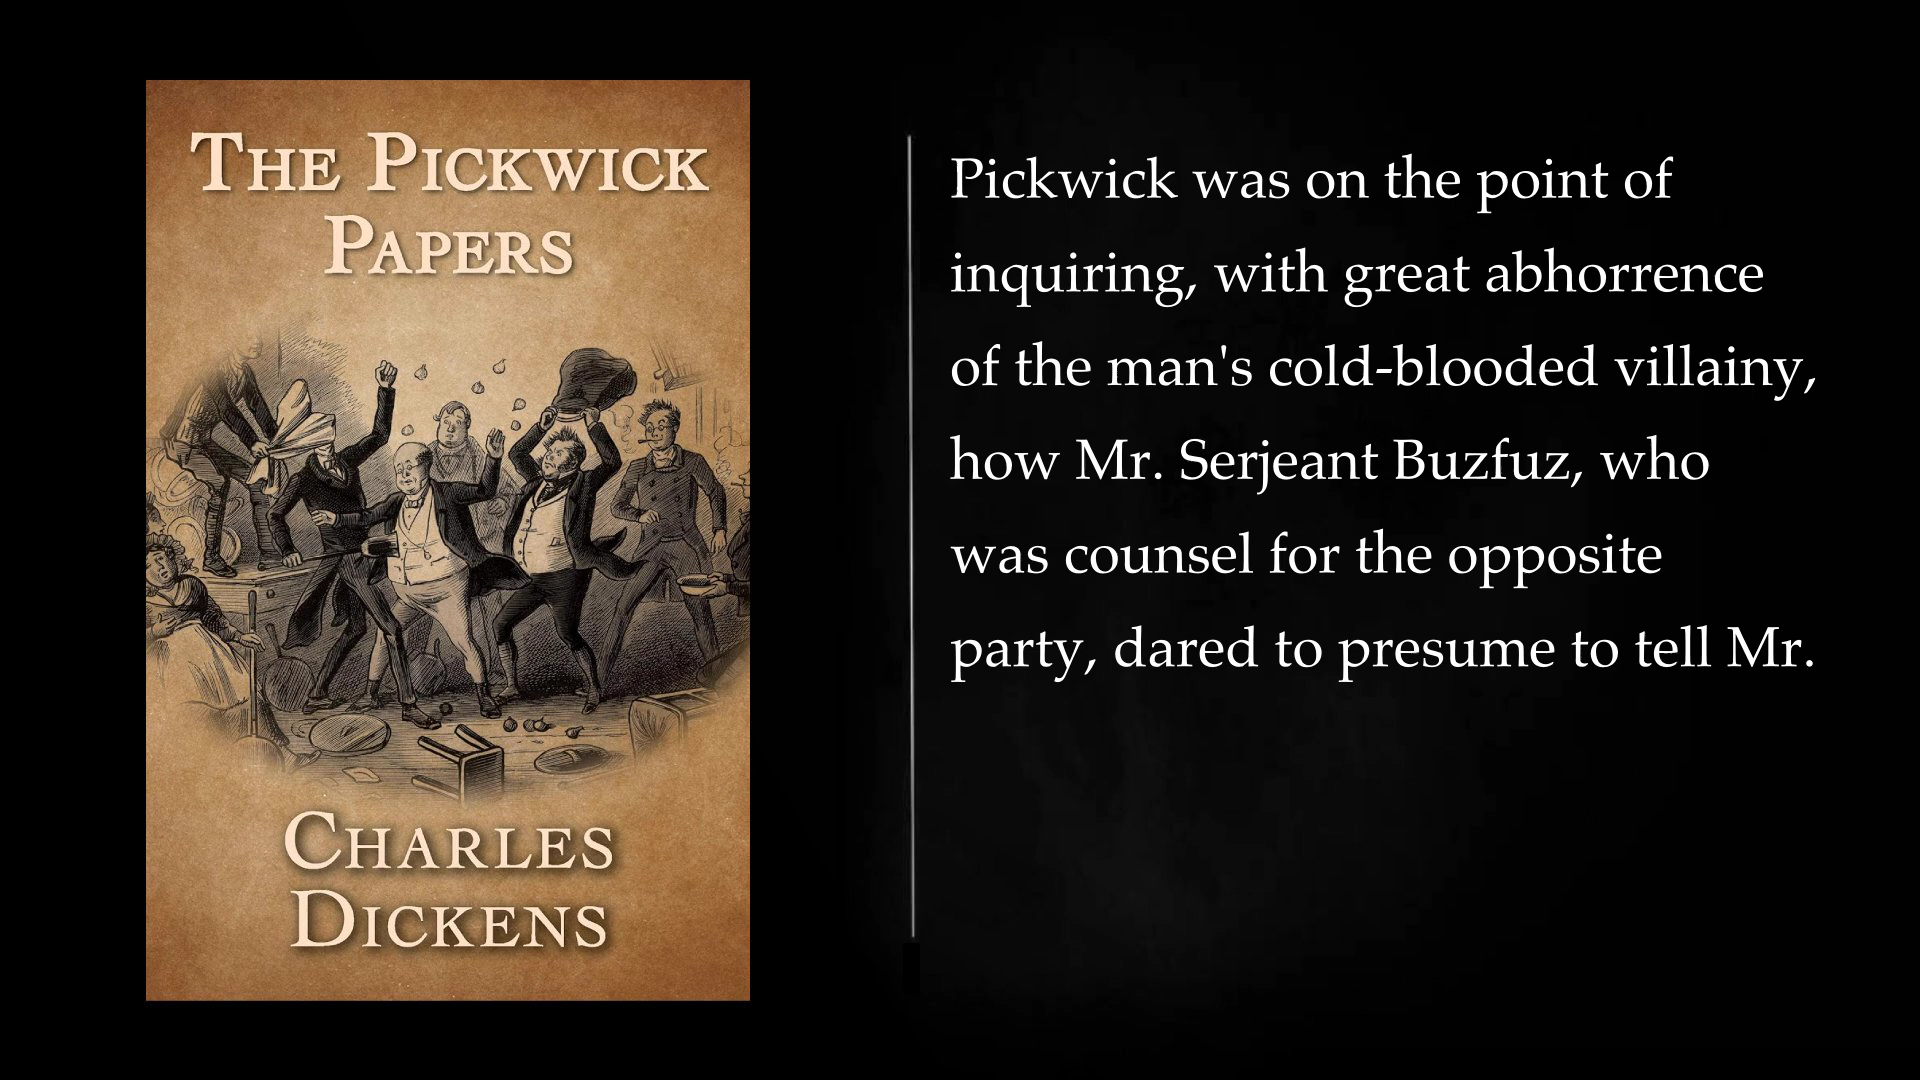 THE PICKWICK
PAPERS
CHARLES
DICKENS
Pickwick was on the point of
inquiring, with great abhorrence
of the man's cold-blooded villainy,
how Mr. Serjeant Buzfuz, who
was counsel for the opposite
party, dared to presume to tell Mr.